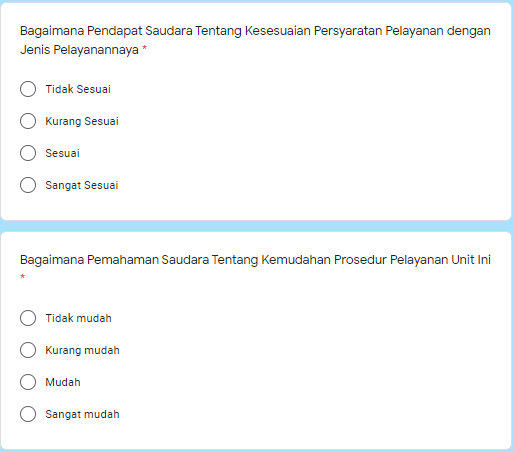 Bagaimana Pendapat Saudara Tentang Kesesuaian Persyaratan Pelayanan dengan
Jenis Pelayanannaya *
Tidak Sesuai
Kurang Sesuai
Sesuai
Sangat Sesuai
Bagaimana Pemahaman Saudara Tentang Kemudahan Prosedur Pelayanan Unit Ini
*
Tidak mudah
Kurang mudah
Mudah
Sangat mudah